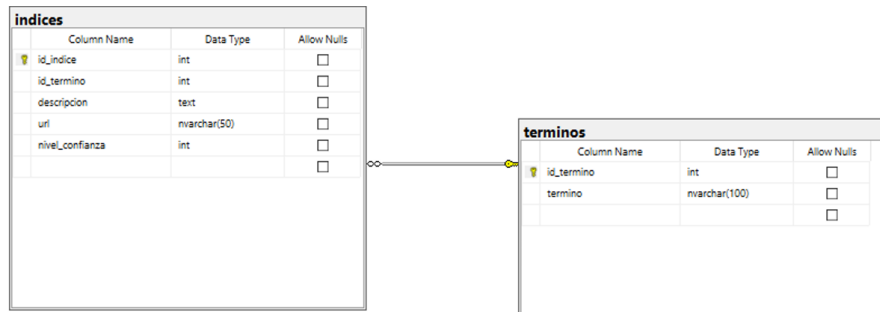 indices
Column Name Data Type Allow Nulls
id_indice int
id_termino int
descripcion text
url nvarchar(50)
nivel_confianza int
terminos
Column Name Data Type Allow Nulls
id_termino int
termino nvarchar(100)